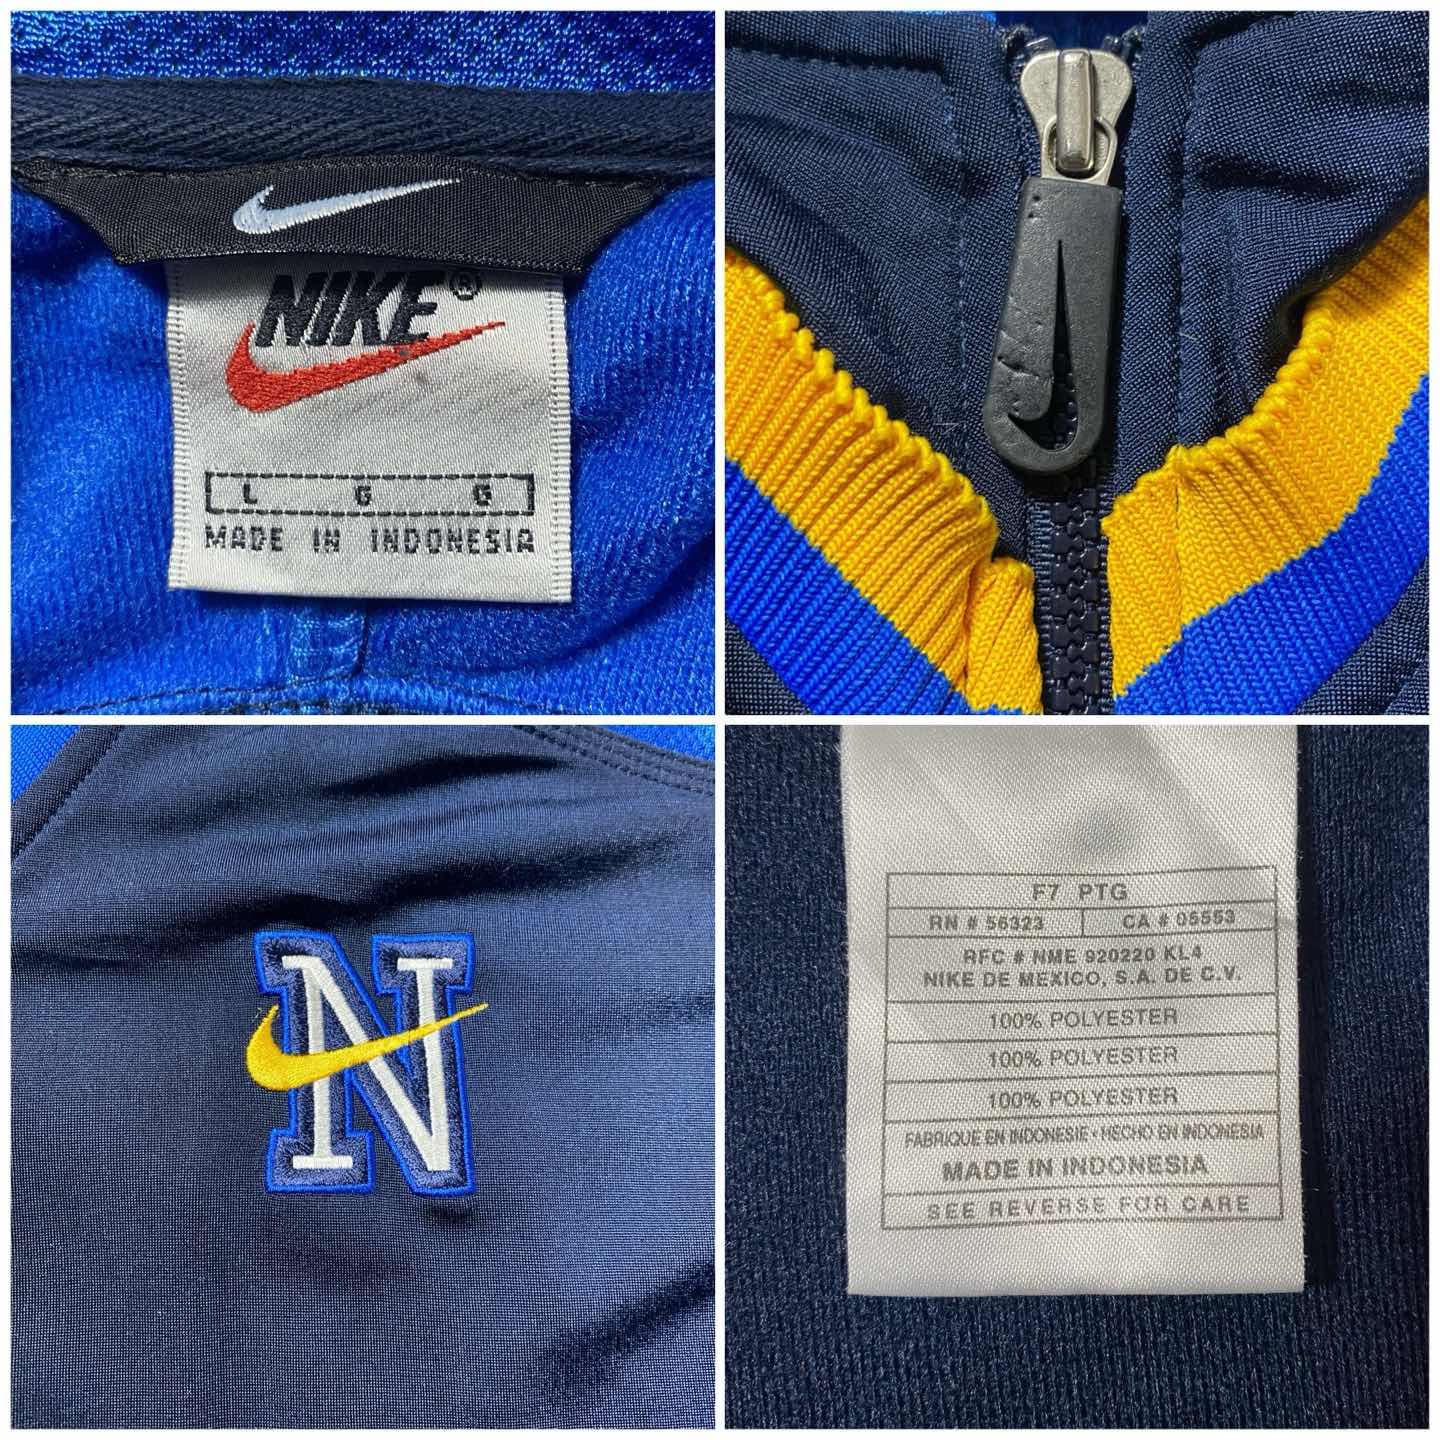 NIKE®
L G G
MADE IN INDONESIA
N
F7 PTG
RN # 56323 CA # 05553
RFC # NME 920220 KL4
NIKE DE MEXICO, S.A. DE C.V.
100% POLYESTER
100% POLYESTER
100% POLYESTER
FABRIQUE EN INDONESIE • HECHO EN INDONESIA
MADE IN INDONESIA
SEE REVERSE FOR CARE